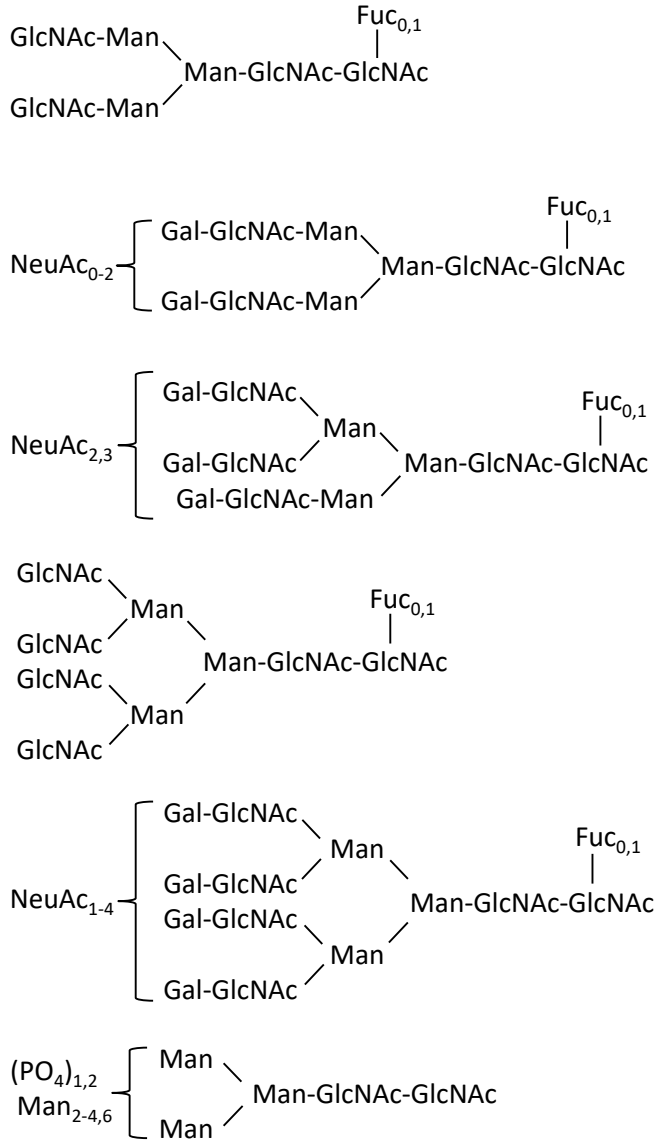 Fuc0,1
GlcNAc-Man
Man-GlcNAc-GlcNAc
GlcNAc-Man
Fuc0,1
Gal-GlcNAc-Man
NeuAc0-2
Man-GlcNAc-GlcNAc
Gal-GlcNAc-Man
Gal-GlcNAc
Fuc0,1
Man
NeuAc2,3
Gal-GlcNAc
Man-GlcNAc-GlcNAc
Gal-GlcNAc-Man
GlcNAc
Fuc0,1
Man
GlcNAc
Man-GlcNAc-GlcNAc
GlcNAc
Man
GlcNAc
Gal-GlcNAc
Fuc0,1
Man
Gal-GlcNAc
NeuAc1-4
Man-GlcNAc-GlcNAc
Gal-GlcNAc
Man
Gal-GlcNAc
Man
(PO4)1,2
Man-GlcNAc-GlcNAc
Man2-4,6
Man